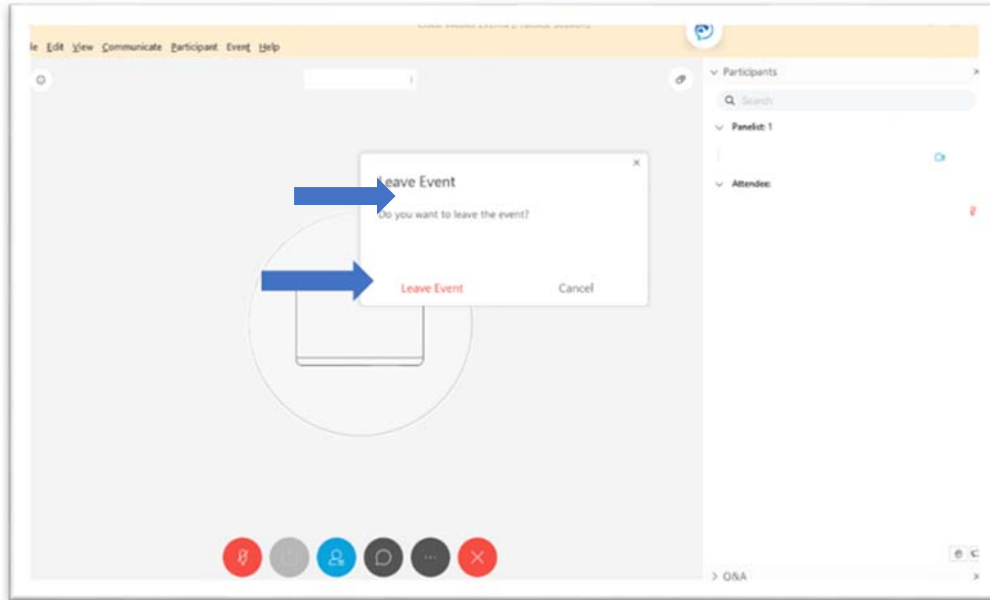 Edit View Communicate Participant Event Help
Participants
Search
Panelist: 1
Attendee:
Leave Event
Do you want to leave the event?
Leave Event Cancel
Q&A